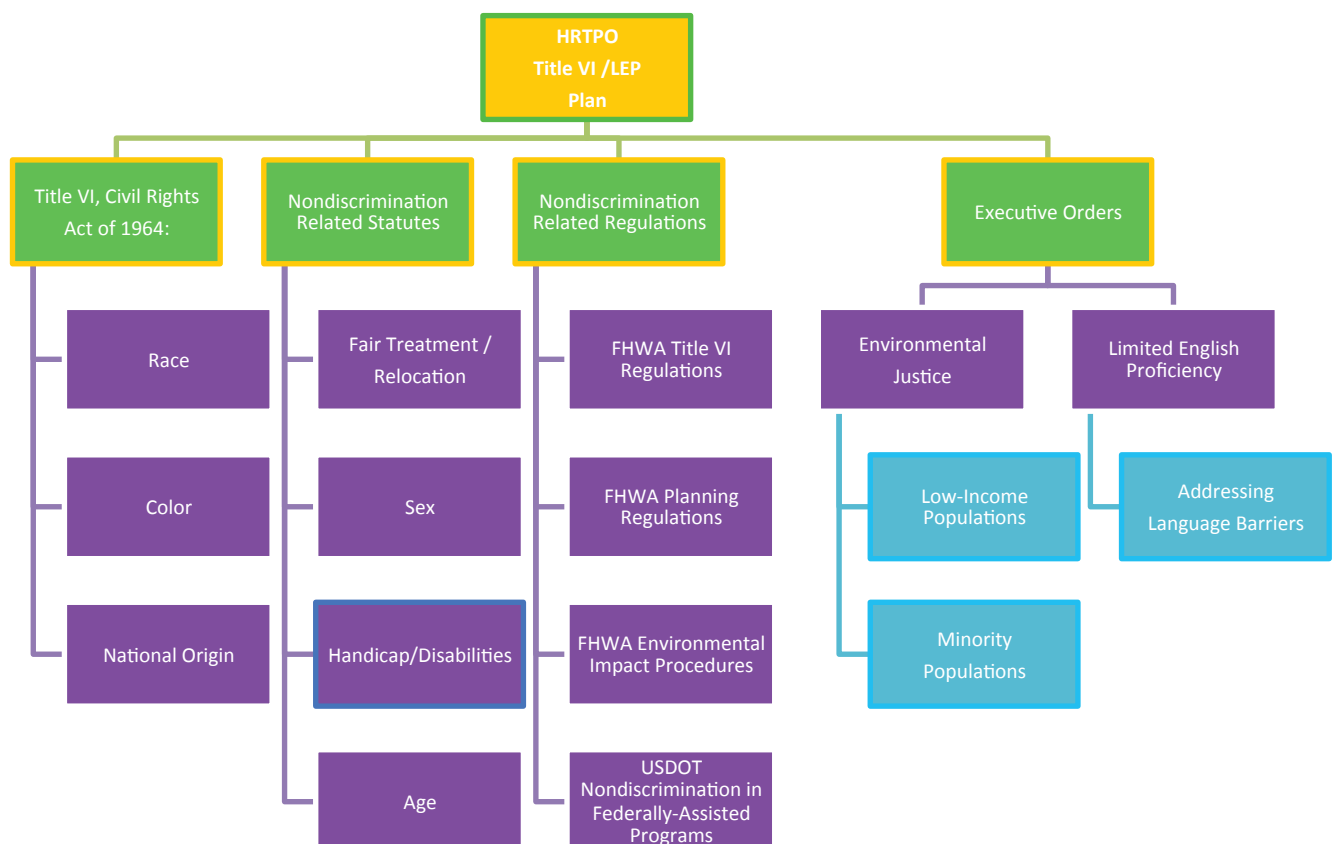 HRTPO
Title VI /LEP
Plan
Title VI, Civil Rights
Act of 1964:
Nondiscrimination
Related Statutes
Nondiscrimination
Related Regulations
Executive Orders
Race
Color
National Origin
Fair Treatment /
Relocation
Sex
Handicap/Disabilities
Age
FHWA Title VI
Regulations
FHWA Planning
Regulations
FHWA Environmental
Impact Procedures
USDOT
Nondiscrimination in
Federally-Assisted
Programs
Environmental
Justice
Low-Income
Populations
Minority
Populations
Limited English
Proficiency
Addressing
Language Barriers